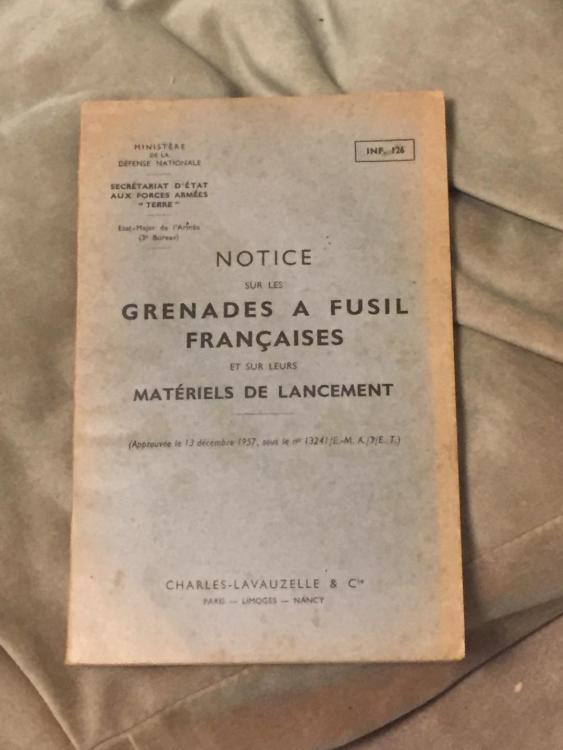 MINISTÈRE
DE LA
DÉFENSE NATIONALE
SECRÉTARIAT D'ÉTAT
AUX FORCES ARMÉES
" TERRE "
Etat-Major de l'Armée
(3e Bureau)
INF. 126
NOTICE
SUR LES
GRENADES A FUSIL
FRANÇAISES
ET SUR LEURS
MATÉRIELS DE LANCEMENT
(Approuvée le 13 décembre 1957, sous le no 13241/E.-M. A./3/E. T.)
CHARLES-LAVAUZELLE & Cie
PARIS — LIMOGES — NANCY